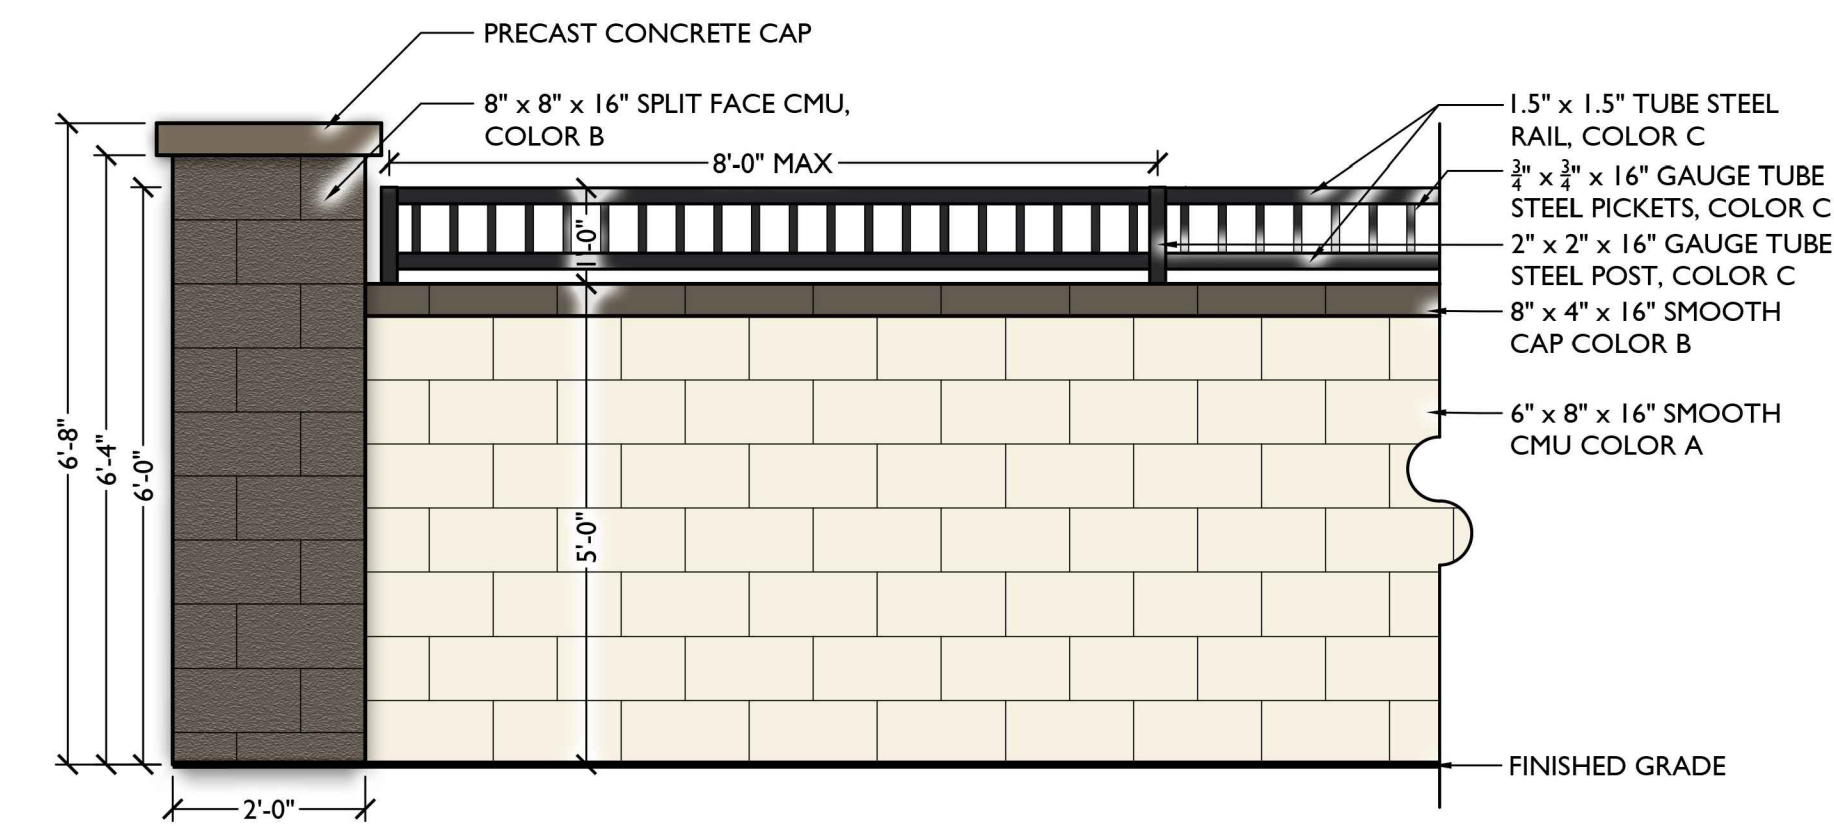 PRECAST CONCRETE CAP
8" x 8" x 16" SPLIT FACE CMU,
COLOR B
8'-0" MAX
1.5" x 1.5" TUBE STEEL
RAIL, COLOR C
3/4" x 3/4" x 16" GAUGE TUBE
STEEL PICKETS, COLOR C
2" x 2" x 16" GAUGE TUBE
STEEL POST, COLOR C
8" x 4" x 16" SMOOTH
CAP COLOR B
6" x 8" x 16" SMOOTH
CMU COLOR A
6'-8"
6'-4"
6'-0"
1'-0"
5'-0"
FINISHED GRADE
2'-0"